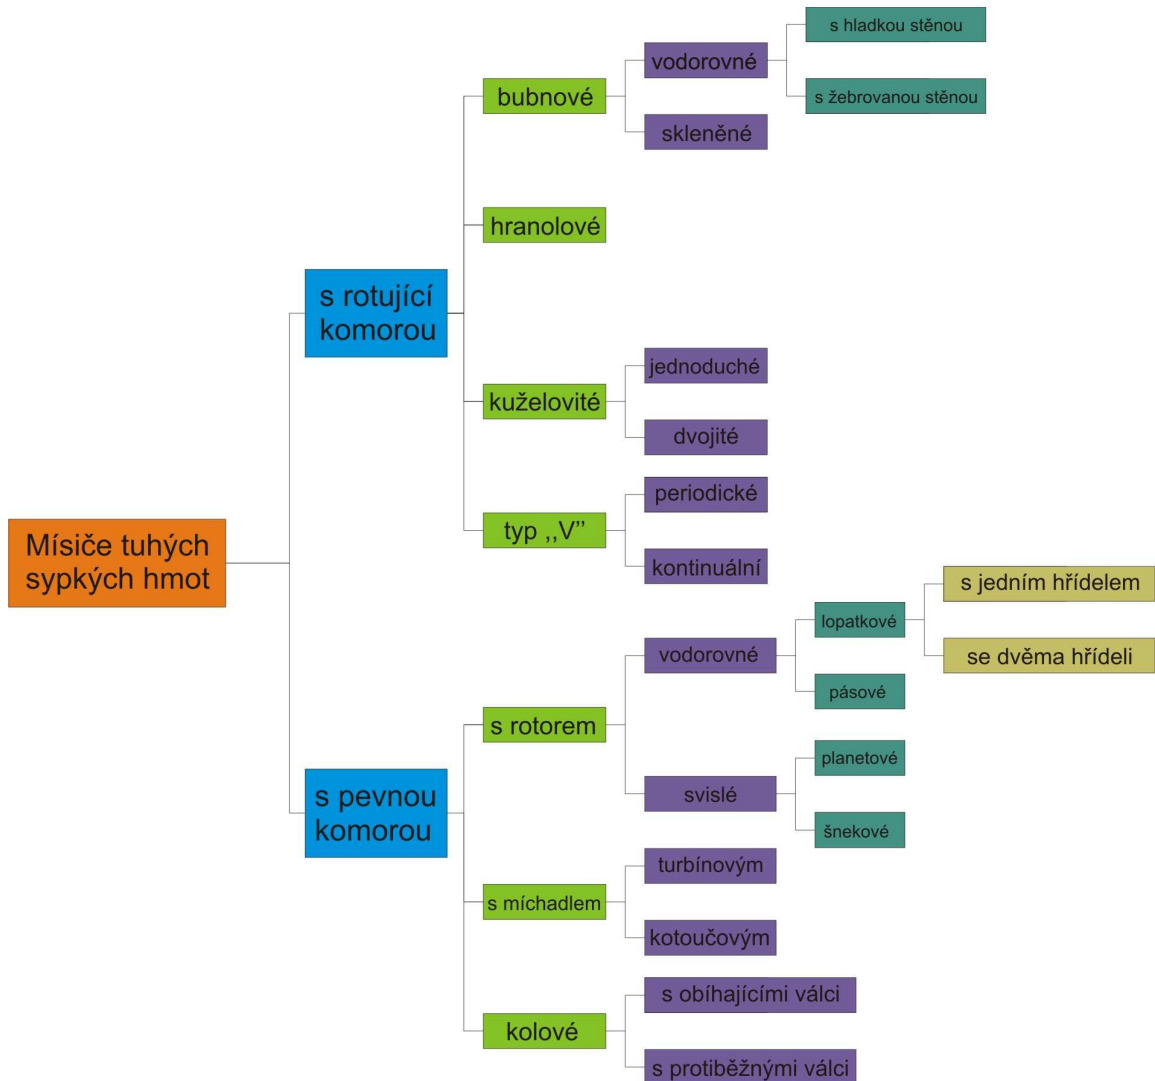 s hladkou stěnou
vodorovné
s žebrovanou stěnou
bubnové
skleněné
hranolové
s rotující
komorou
jednoduché
kuželovité
dvojité
periodické
typ ,,V’’
kontinuální
Mísiče tuhých
sypkých hmot
s jedním hřídelem
lopatkové
se dvěma hřídeli
vodorovné
pásové
s rotorem
planetové
svislé
šnekové
s pevnou
komorou
turbínovým
s míchadlem
kotoučovým
s obíhajícími válci
kolové
s protiběžnými válci